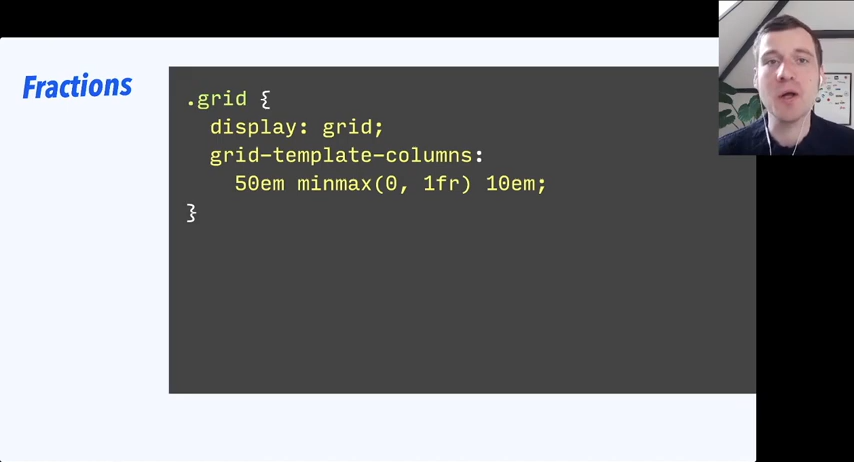 Fractions
.grid {
display: grid;
grid-template-columns:
50em minmax(0, 1fr) 10em;
}